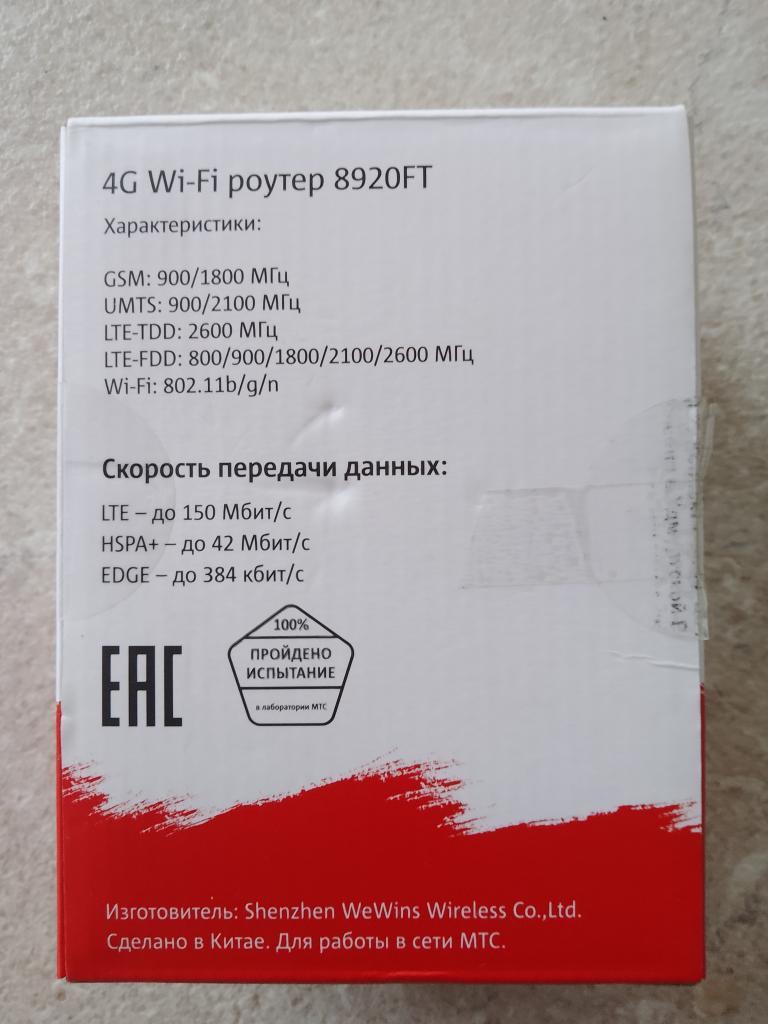 4G Wi-Fi роутер 8920FT
Характеристики:
GSM: 900/1800 МГц
UMTS: 900/2100 МГц
LTE-TDD: 2600 МГц
LTE-FDD: 800/900/1800/2100/2600 МГц
Wi-Fi: 802.11b/g/n
Скорость передачи данных:
LTE – до 150 Мбит/с
HSPA+ – до 42 Мбит/с
EDGE – до 384 кбит/с
EAC
100%
ПРОЙДЕНО
ИСПЫТАНИЕ
в лаборатории МТС
Изготовитель: Shenzhen WeWins Wireless Co.,Ltd.
Сделано в Китае. Для работы в сети МТС.